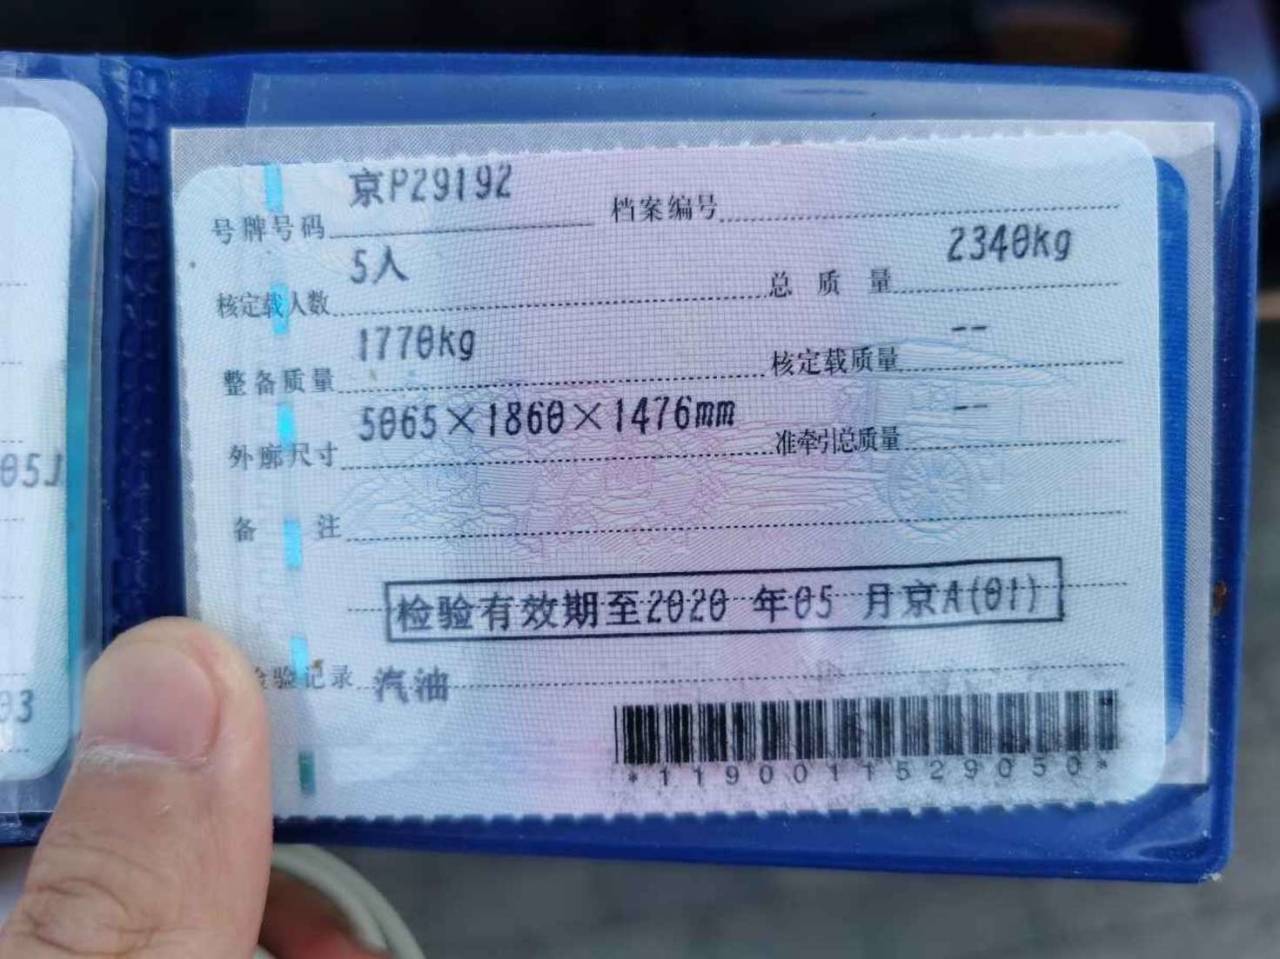 京P29192
号牌号码 档案编号
5人 2340kg
核定载人数 总质量
1770kg --
整备质量 核定载质量
5065×1860×1476mm --
外廓尺寸 准牵引总质量
备注
检验有效期至2020 年05 月京A(01)
验记录 汽油
*1190011529050*
05J
03